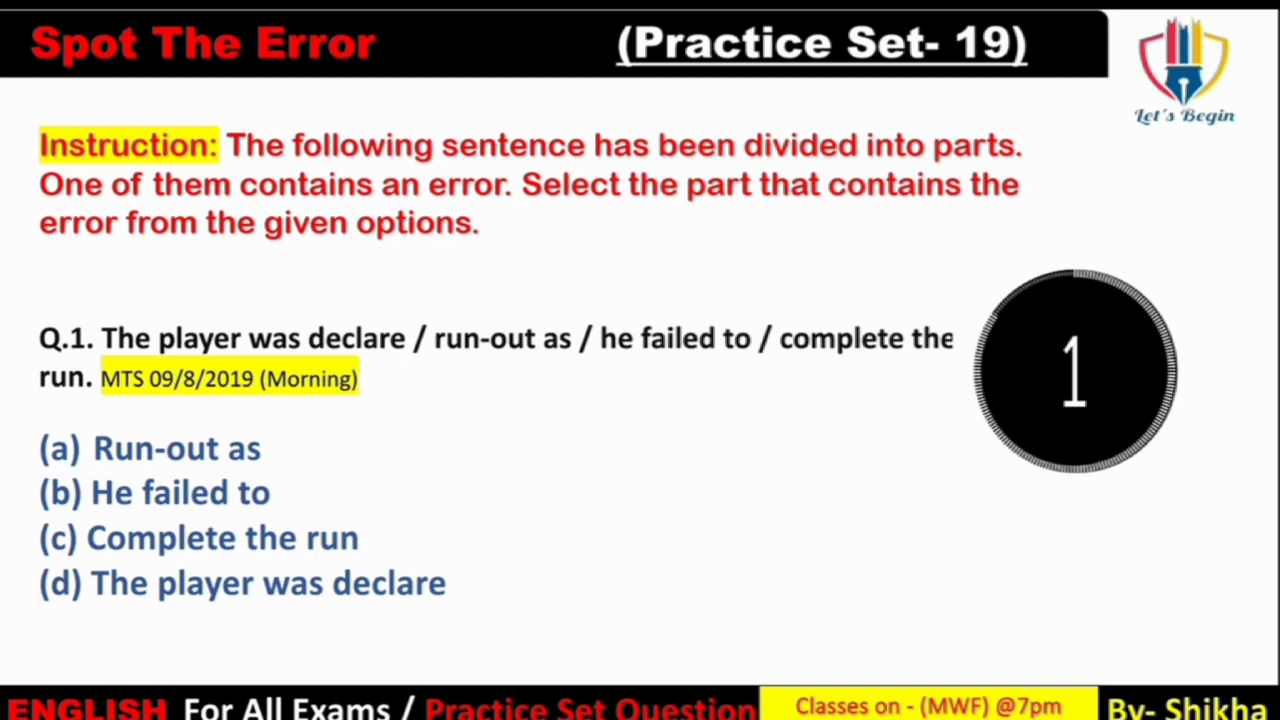 Spot The Error (Practice Set- 19)
Let's Begin
Instruction: The following sentence has been divided into parts.
One of them contains an error. Select the part that contains the
error from the given options.
Q.1. The player was declare / run-out as / he failed to / complete the
run. MTS 09/8/2019 (Morning)
1
(a) Run-out as
(b) He failed to
(c) Complete the run
(d) The player was declare
ENGLISH For All Exams / Practice Set Question Classes on - (MWF) @7pm By- Shikha